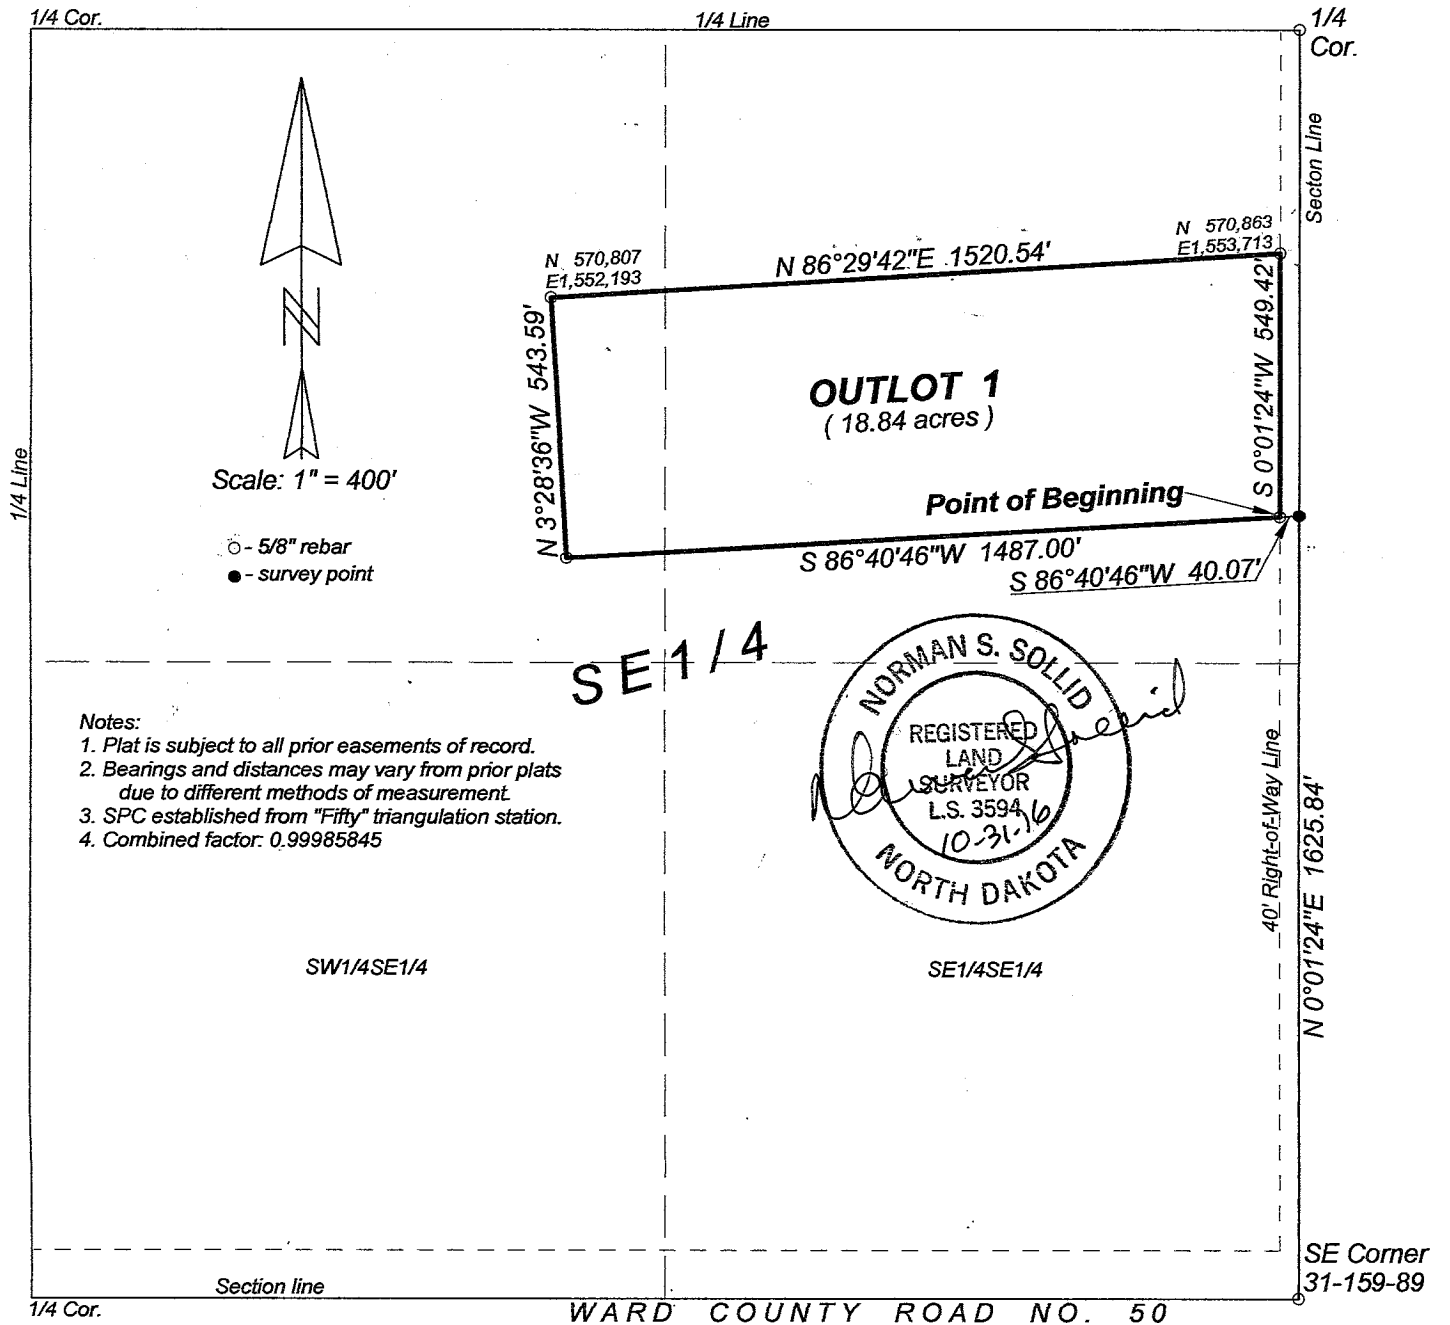 1/4 Cor.
1/4 Line
1/4
Cor.
Secton Line
N 570,807
E1,552,193
N 86°29'42"E 1520.54'
N 570,863
E1,553,713
N 3°28'36"W 543.59'
S 0°01'24"W 549.42'
OUTLOT 1
( 18.84 acres )
Point of Beginning
S 86°40'46"W 1487.00'
S 86°40'46"W 40.07'
1/4 Line
N
Scale: 1" = 400'
- 5/8" rebar
- survey point
SE1/4
Notes:
1. Plat is subject to all prior easements of record.
2. Bearings and distances may vary from prior plats
due to different methods of measurement.
3. SPC established from "Fifty" triangulation station.
4. Combined factor: 0.99985845
NORMAN S. SOLLID
REGISTERED
LAND
SURVEYOR
L.S. 3594
10-31-16
NORTH DAKOTA
Norman Sollid
40' Right-of-Way Line
N 0°01'24"E 1625.84'
SW1/4SE1/4
SE1/4SE1/4
SE Corner
31-159-89
Section line
1/4 Cor.
WARD COUNTY ROAD NO. 50